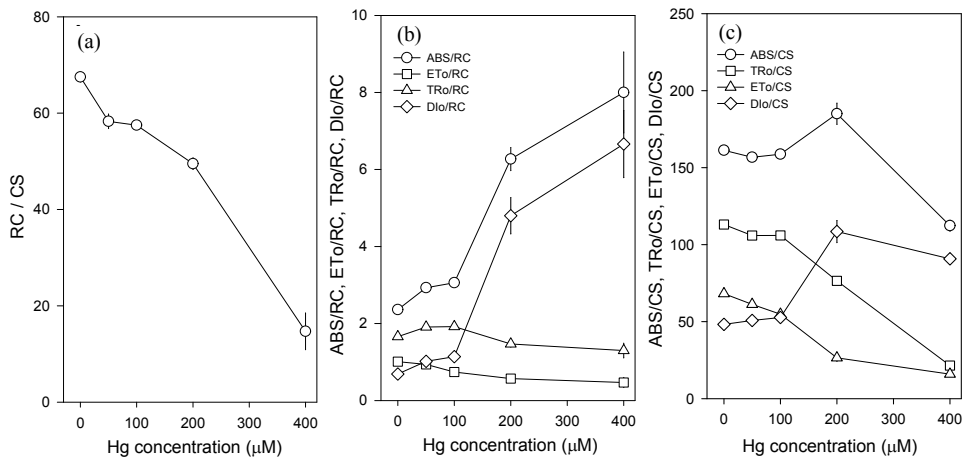 (a)
80
60
40
20
0
RC / CS
0 100 200 300 400
Hg concentration (μM)
(b)
ABS/RC
ETo/RC
TRo/RC
DIo/RC
10
8
6
4
2
0
ABS/RC, ETo/RC, TRo/RC, DIo/RC
0 100 200 300 400
Hg concentration (μM)
(c)
ABS/CS
TRo/CS
ETo/CS
DIo/CS
250
200
150
100
50
0
ABS/CS, TRo/CS, ETo/CS, DIo/CS
0 100 200 300 400
Hg concentration (μM)